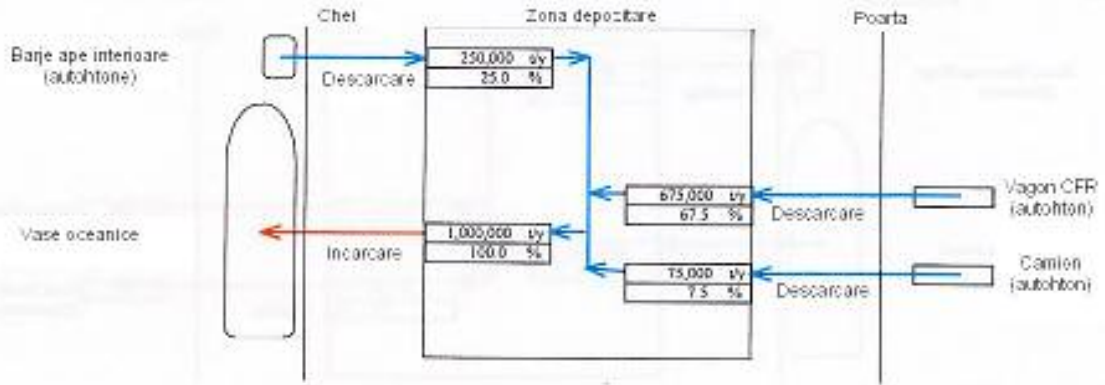 Chei
Zona depozitare
Poarta
Barje ape interioare
(autohtone)
Descarcare
250,000 t/y
25.0 %
675,000 t/y
67.5 %
Descarcare
Vagon CFR
(autohton)
Vase oceanice
Incarcare
1,000,000 t/y
100.0 %
75,000 t/y
7.5 %
Descarcare
Camion
(autohton)